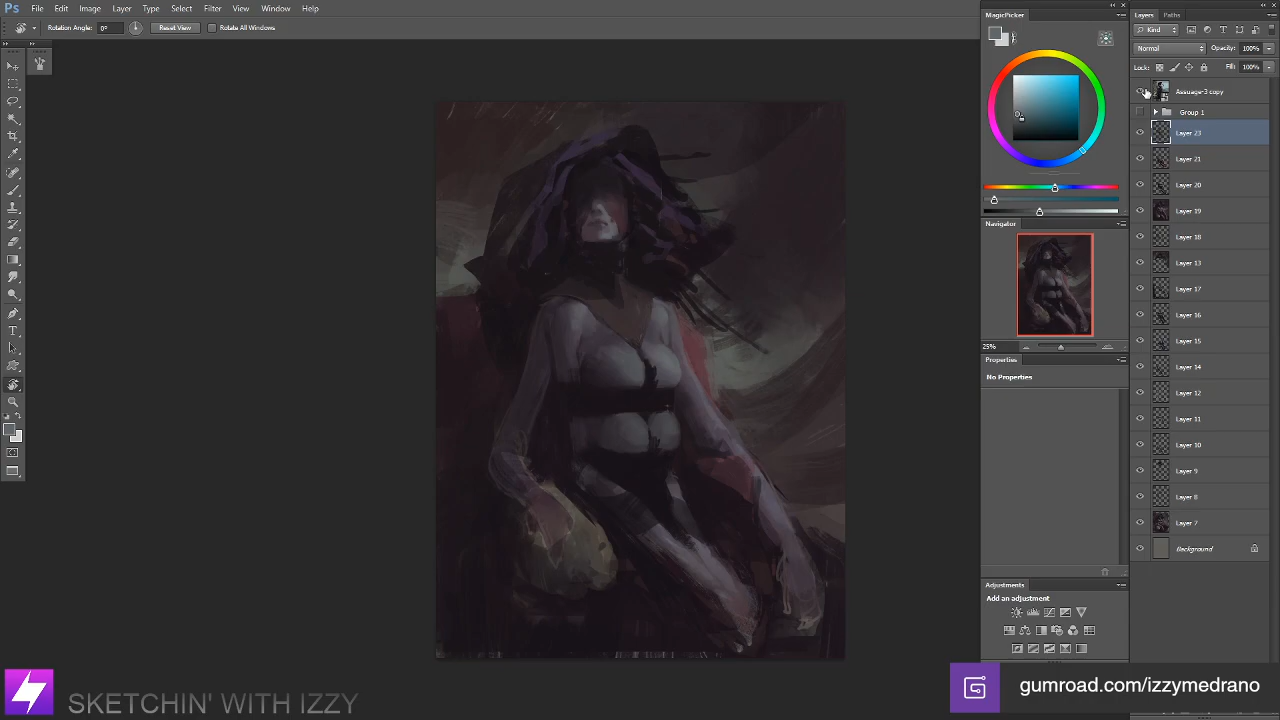 Ps File Edit Image Layer Type Select Filter View Window Help
Rotation Angle: 0° Reset View Rotate All Windows
MagicPicker
Navigator
25%
Properties
No Properties
Adjustments
Add an adjustment
Layers Paths
Kind
Normal Opacity: 100%
Lock: Fill: 100%
Assuage-3 copy
Group 1
Layer 23
Layer 21
Layer 20
Layer 19
Layer 18
Layer 13
Layer 17
Layer 16
Layer 15
Layer 14
Layer 12
Layer 11
Layer 10
Layer 9
Layer 8
Layer 7
Background
SKETCHIN' WITH IZZY
gumroad.com/izzymedrano